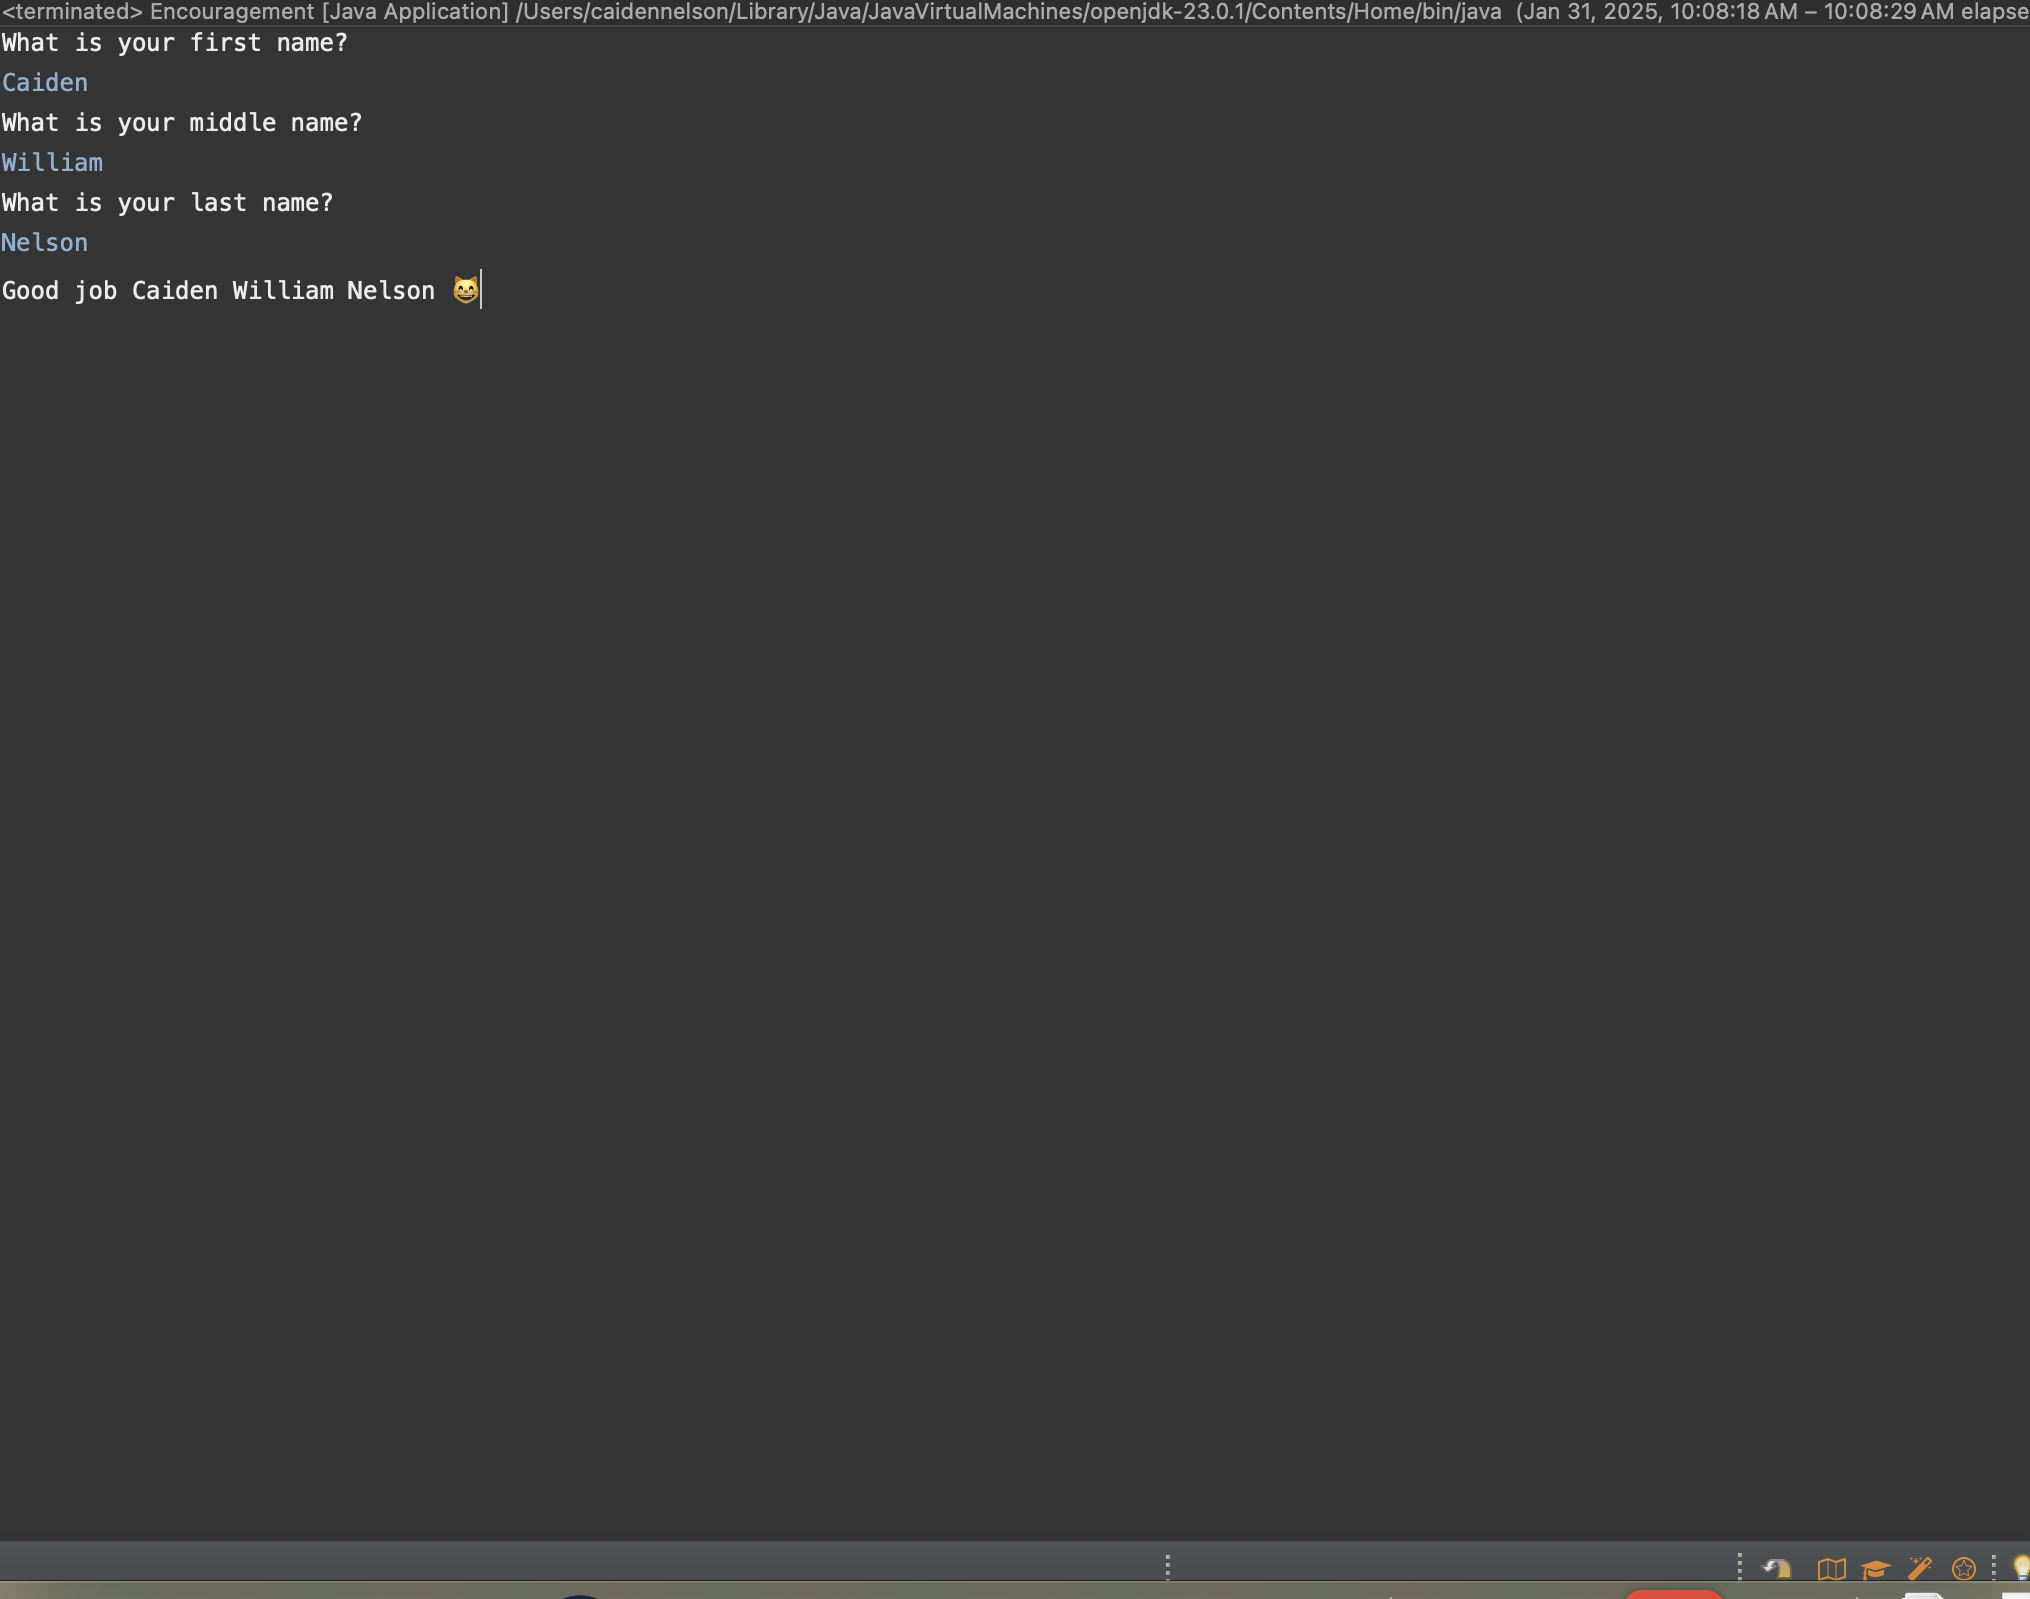 <terminated> Encouragement [Java Application] /Users/caidennelson/Library/Java/JavaVirtualMachines/openjdk-23.0.1/Contents/Home/bin/java (Jan 31, 2025, 10:08:18 AM – 10:08:29 AM elapse
What is your first name?
Caiden
What is your middle name?
William
What is your last name?
Nelson
Good job Caiden William Nelson 😸